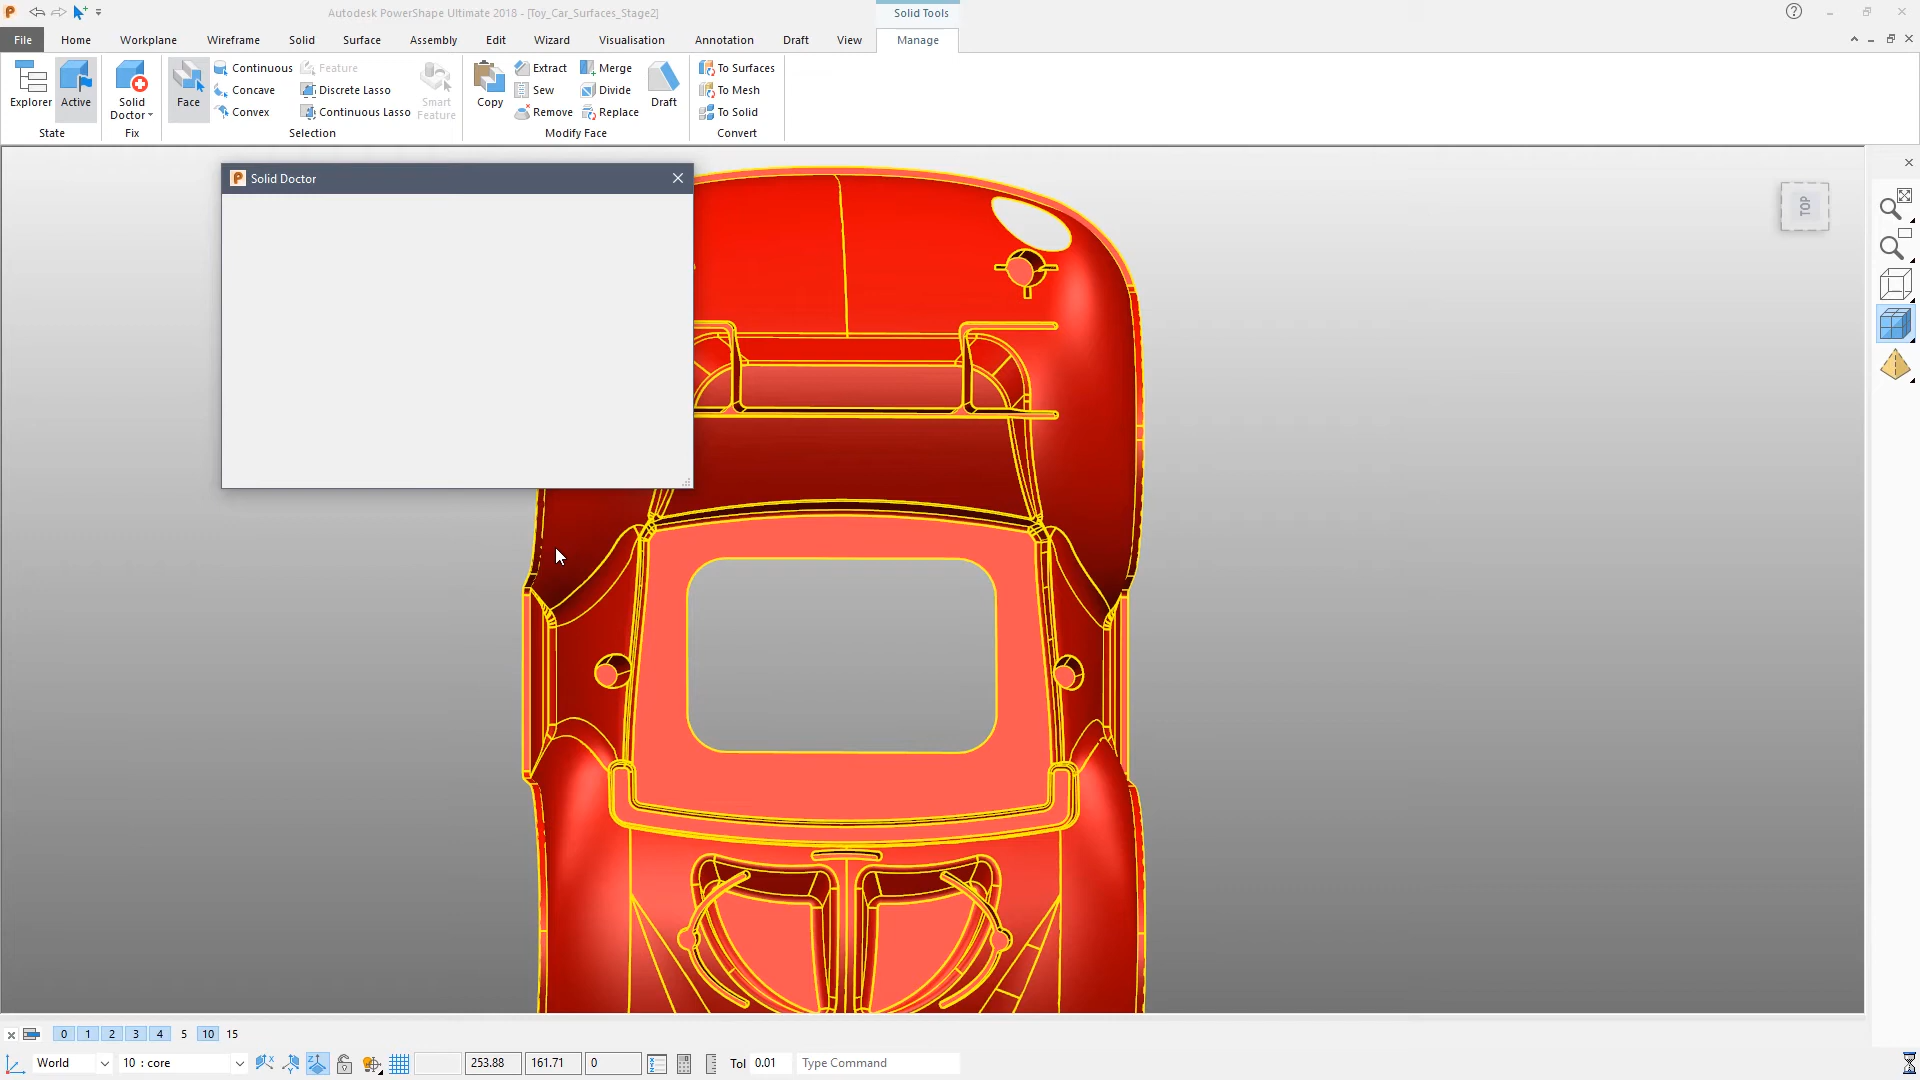 Autodesk PowerShape Ultimate 2018 - [Toy_Car_Surfaces_Stage2]
Solid Tools
File Home Workplane Wireframe Solid Surface Assembly Edit Wizard Visualisation Annotation Draft View Manage
Explorer
Active
State
Solid
Doctor
Fix
Face
Continuous
Concave
Convex
Feature
Discrete Lasso
Continuous Lasso
Smart
Feature
Selection
Copy
Extract
Sew
Remove
Merge
Divide
Replace
Draft
Modify Face
To Surfaces
To Mesh
To Solid
Convert
Solid Doctor
TOP
0 1 2 3 4 5 10 15
World 10 : core 253.88 161.71 0 Tol 0.01 Type Command